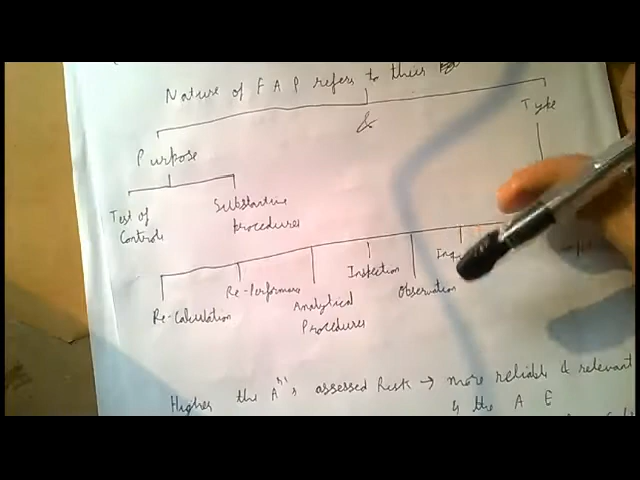 Nature of F A P refers to their
&
Type
Purpose
Test of
Controls
Substantive
Procedures
Re-Calculation
Re-Performance
Analytical
Procedures
Inspection
Observation
Inqu
Higher the A's assessed Risk → more reliable & relevant
the A E